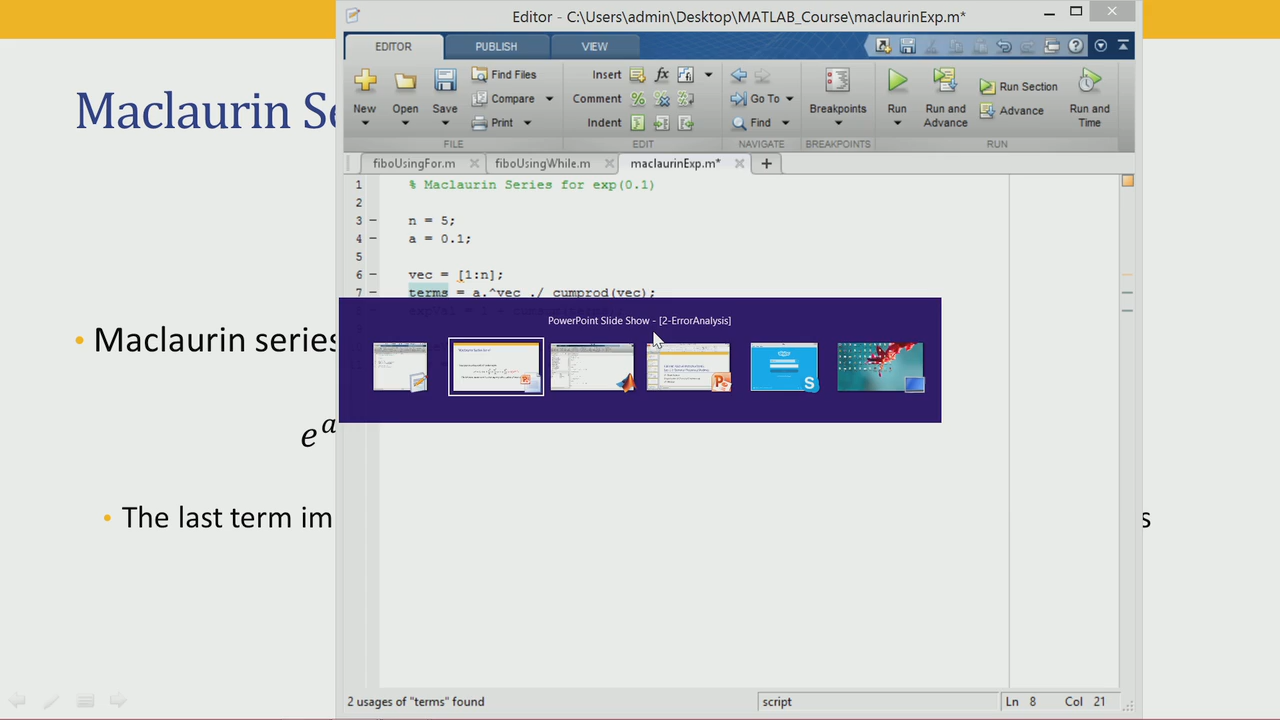 Editor - C:\Users\admin\Desktop\MATLAB_Course\maclaurinExp.m*
EDITOR PUBLISH VIEW
New Open Save Find Files Compare Print
FILE
Insert fx
Comment
Indent
EDIT
Go To
Find
NAVIGATE
Breakpoints
BREAKPOINTS
Run Run and Advance Run Section Advance Run and Time
RUN
fiboUsingFor.m fiboUsingWhile.m maclaurinExp.m*
1 % Maclaurin Series for exp(0.1)
2
3 n = 5;
4 a = 0.1;
5
6 vec = [1:n];
7 terms = a.^vec ./ cumprod(vec);
PowerPoint Slide Show - [2-ErrorAnalysis]
Maclaurin Se
• Maclaurin series
e^a
• The last term im
s
2 usages of "terms" found script Ln 8 Col 21